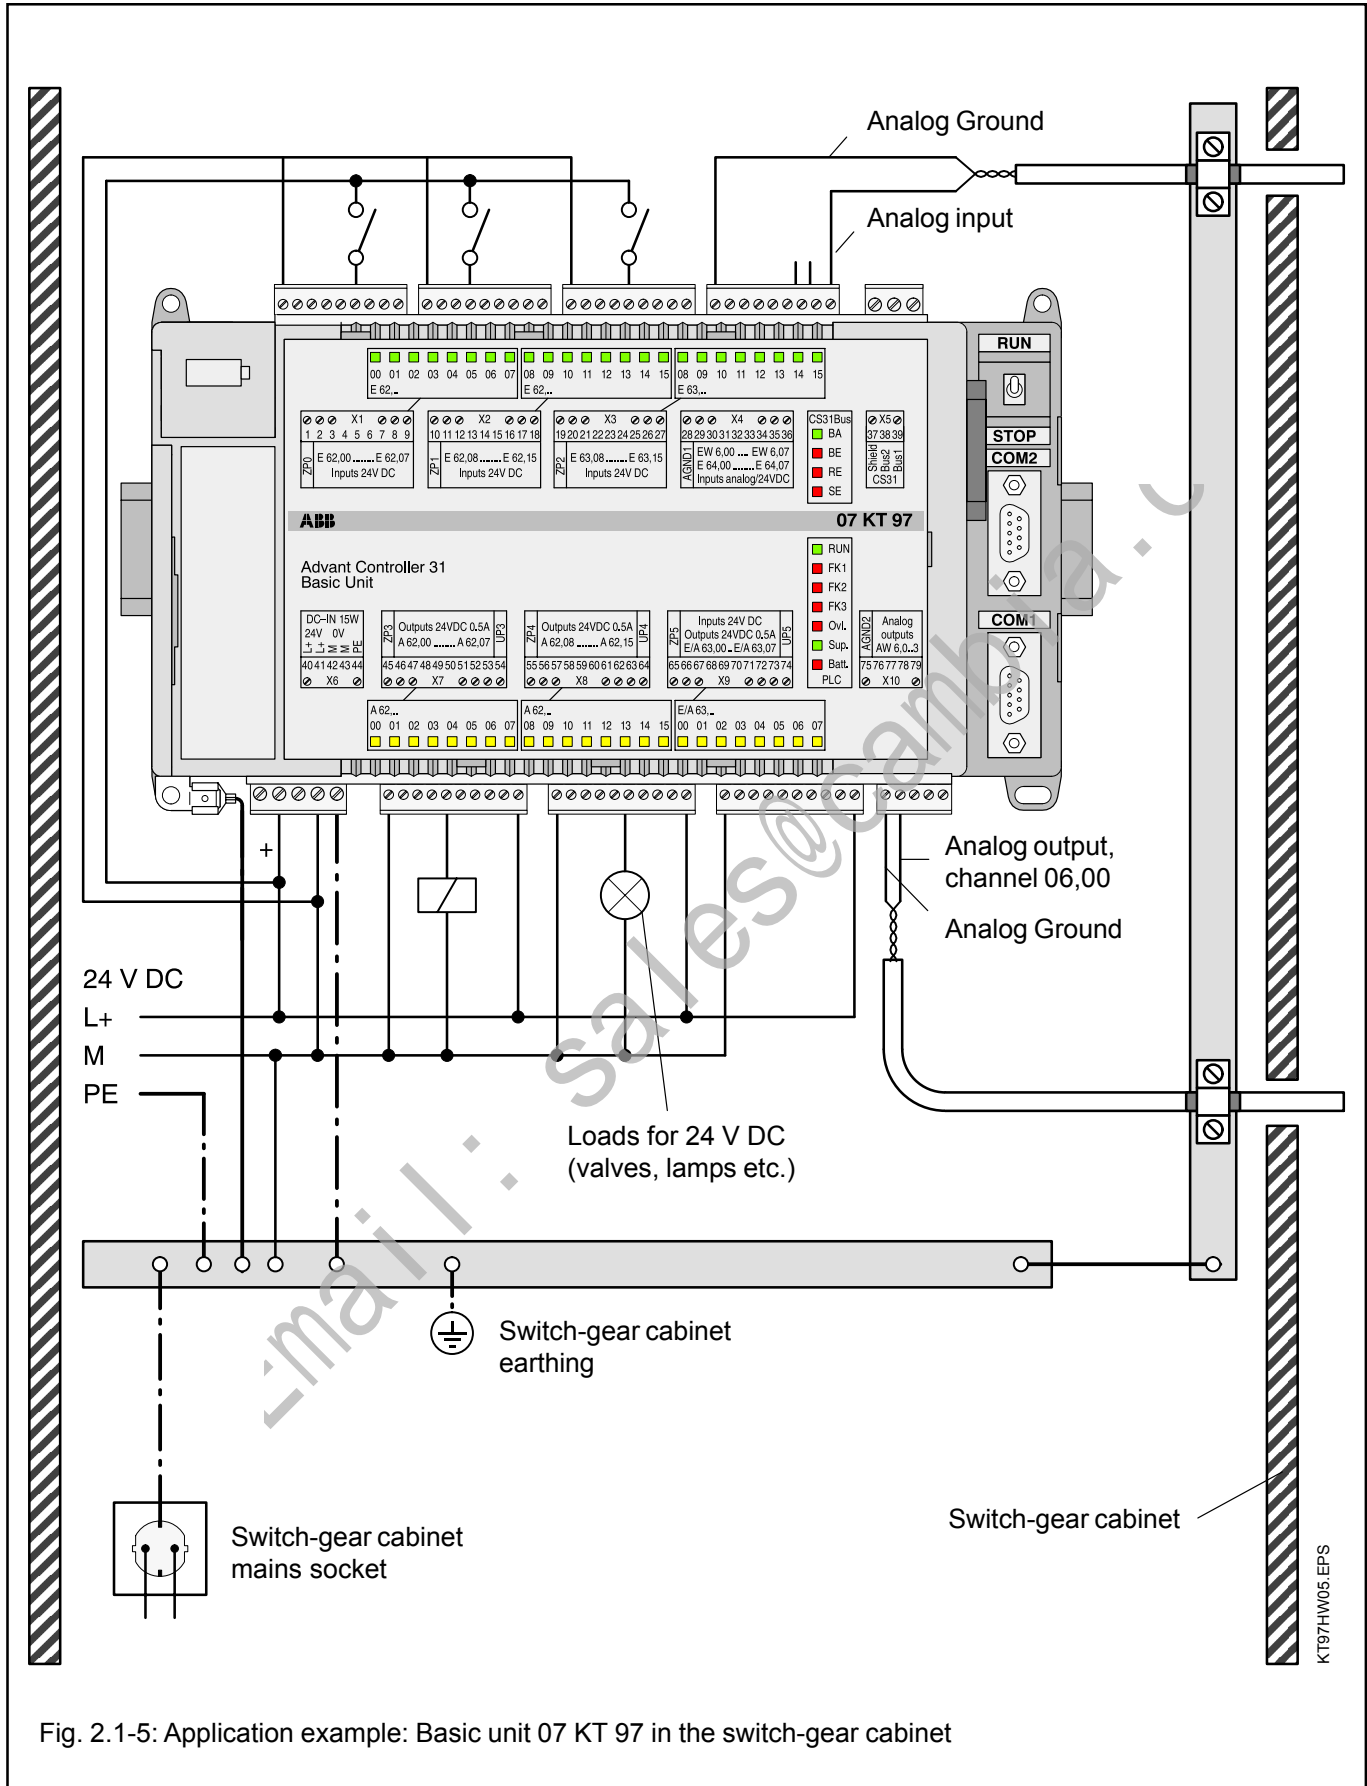 Analog Ground
Analog input
RUN
STOP
COM2
COM1
00 01 02 03 04 05 06 07
E 62,..
08 09 10 11 12 13 14 15
E 62,..
08 09 10 11 12 13 14 15
E 63,..
X1
1 2 3 4 5 6 7 8 9
ZP0
E 62,00 ....... E 62,07
Inputs 24V DC
X2
10 11 12 13 14 15 16 17 18
ZP1
E 62,08 ....... E 62,15
Inputs 24V DC
X3
19 20 21 22 23 24 25 26 27
ZP2
E 63,08 ....... E 63,15
Inputs 24V DC
X4
28 29 30 31 32 33 34 35 36
AGND1
EW 6,00 .... EW 6,07
E 64,00 ....... E 64,07
Inputs analog/24VDC
CS31Bus
BA
BE
RE
SE
X5
37 38 39
Shield
Bus2
Bus1
CS31
ABB
07 KT 97
Advant Controller 31
Basic Unit
RUN
FK1
FK2
FK3
Ovl.
Sup.
Batt.
PLC
DC-IN 15W
24V 0V
L+ L+ M M PE
40 41 42 43 44
X6
ZP3
Outputs 24VDC 0.5A
A 62,00 ....... A 62,07
UP3
45 46 47 48 49 50 51 52 53 54
X7
ZP4
Outputs 24VDC 0.5A
A 62,08 ...... A 62,15
UP4
55 56 57 58 59 60 61 62 63 64
X8
ZP5
Inputs 24V DC
Outputs 24VDC 0.5A
E/A 63,00 .. E/A 63,07
UP5
65 66 67 68 69 70 71 72 73 74
X9
AGND2
Analog
outputs
AW 6,0..3
75 76 77 78 79
X10
A 62,..
00 01 02 03 04 05 06 07
A 62,..
08 09 10 11 12 13 14 15
E/A 63,..
00 01 02 03 04 05 06 07
+
Analog output,
channel 06,00
Analog Ground
24 V DC
L+
M
PE
Loads for 24 V DC
(valves, lamps etc.)
Switch-gear cabinet
earthing
Switch-gear cabinet
mains socket
Switch-gear cabinet
KT97HW05.EPS
Fig. 2.1-5: Application example: Basic unit 07 KT 97 in the switch-gear cabinet